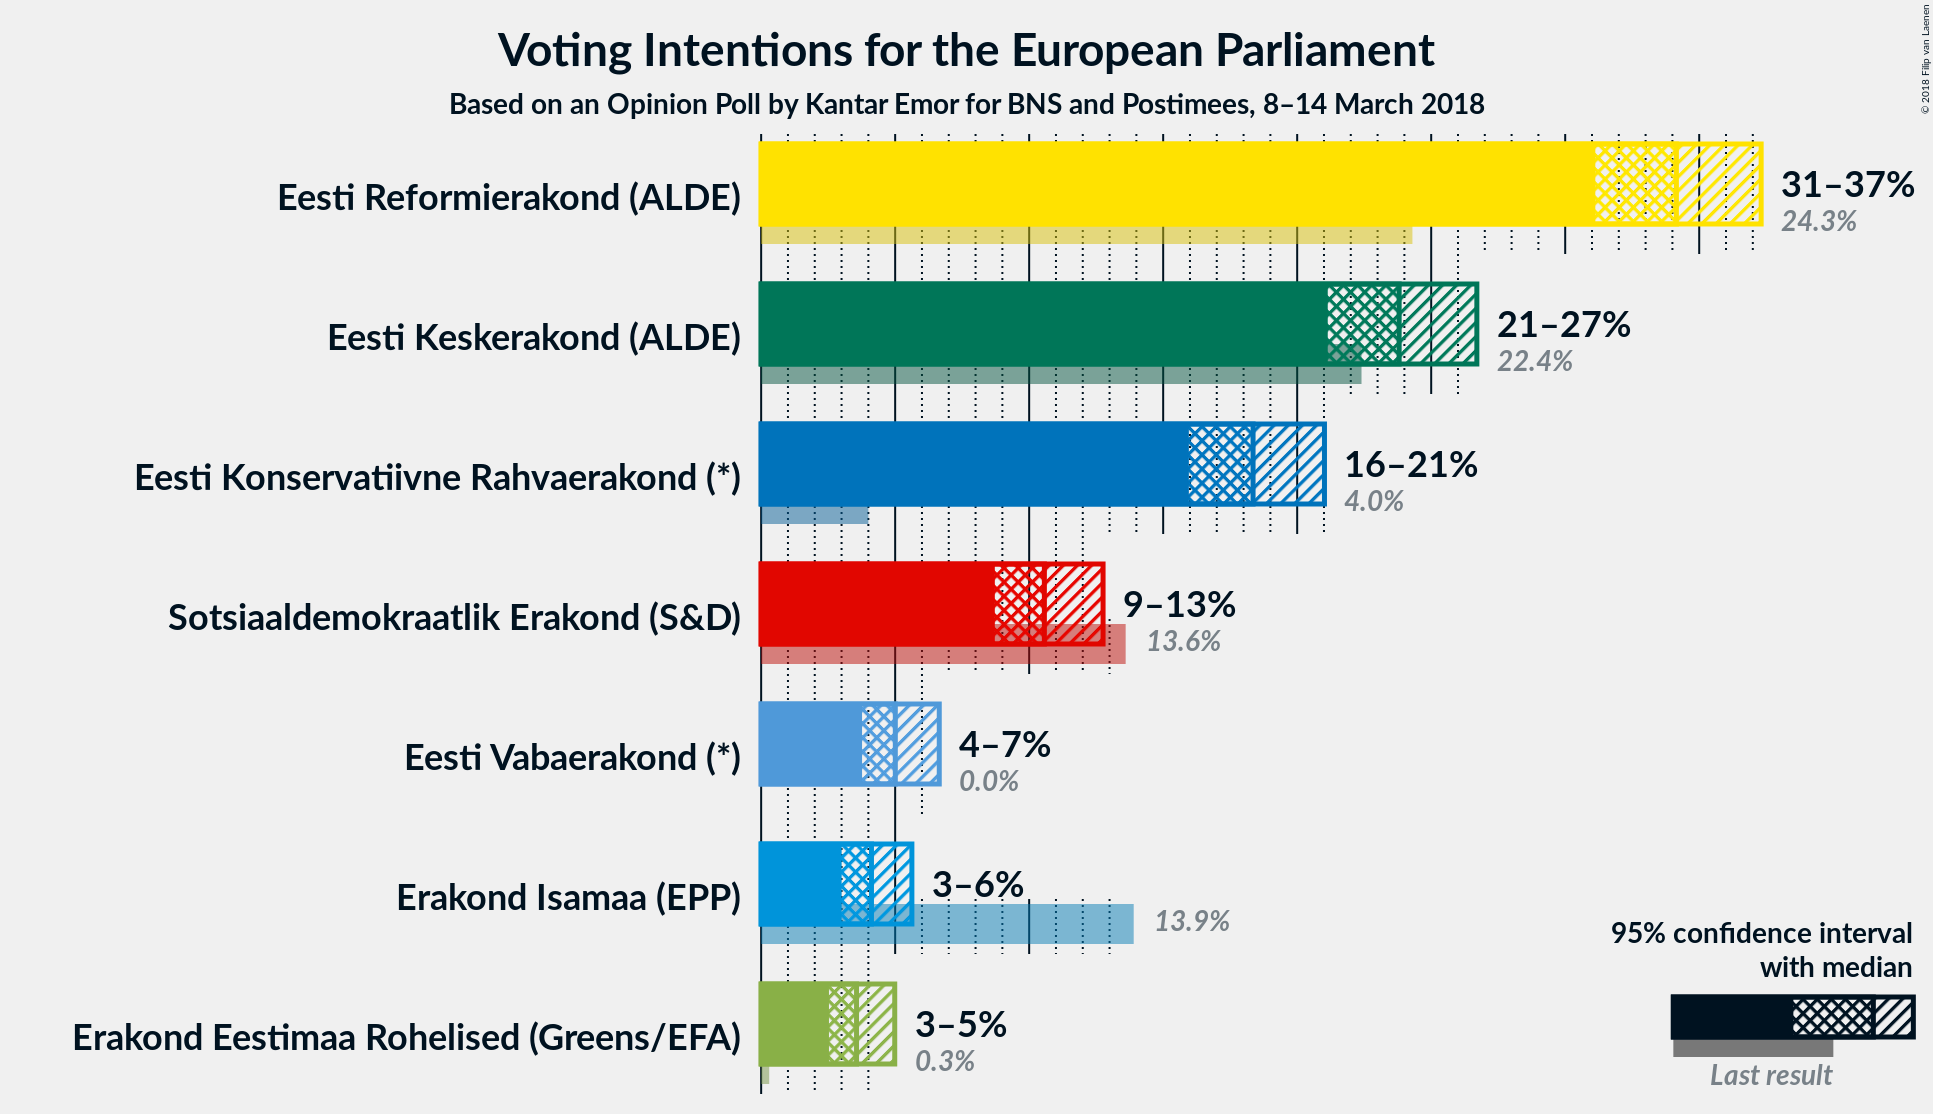 Voting Intentions for the European Parliament
Based on an Opinion Poll by Kantar Emor for BNS and Postimees, 8–14 March 2018
© 2018 Filip van Laenen
Eesti Reformierakond (ALDE)
31–37%
24.3%
Eesti Keskerakond (ALDE)
21–27%
22.4%
Eesti Konservatiivne Rahvaerakond (*)
16–21%
4.0%
Sotsiaaldemokraatlik Erakond (S&D)
9–13%
13.6%
Eesti Vabaerakond (*)
4–7%
0.0%
Erakond Isamaa (EPP)
3–6%
13.9%
Erakond Eestimaa Rohelised (Greens/EFA)
3–5%
0.3%
95% confidence interval
with median
Last result